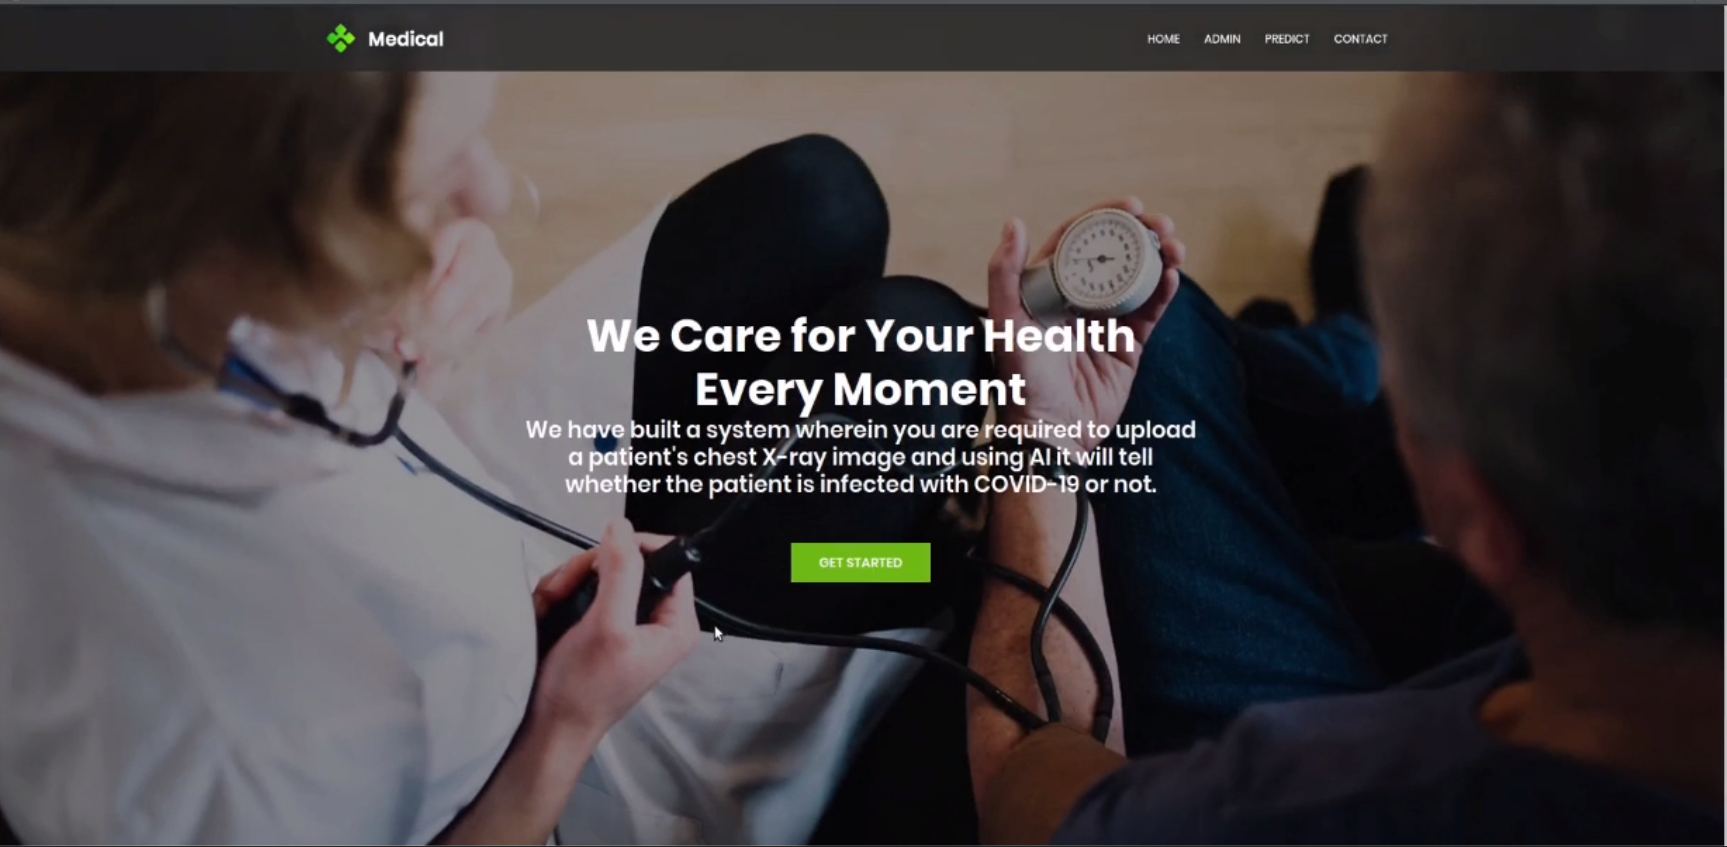 Medical
HOME ADMIN PREDICT CONTACT
We Care for Your Health
Every Moment
We have built a system wherein you are required to upload
a patient's chest X-ray image and using AI it will tell
whether the patient is infected with COVID-19 or not.
GET STARTED